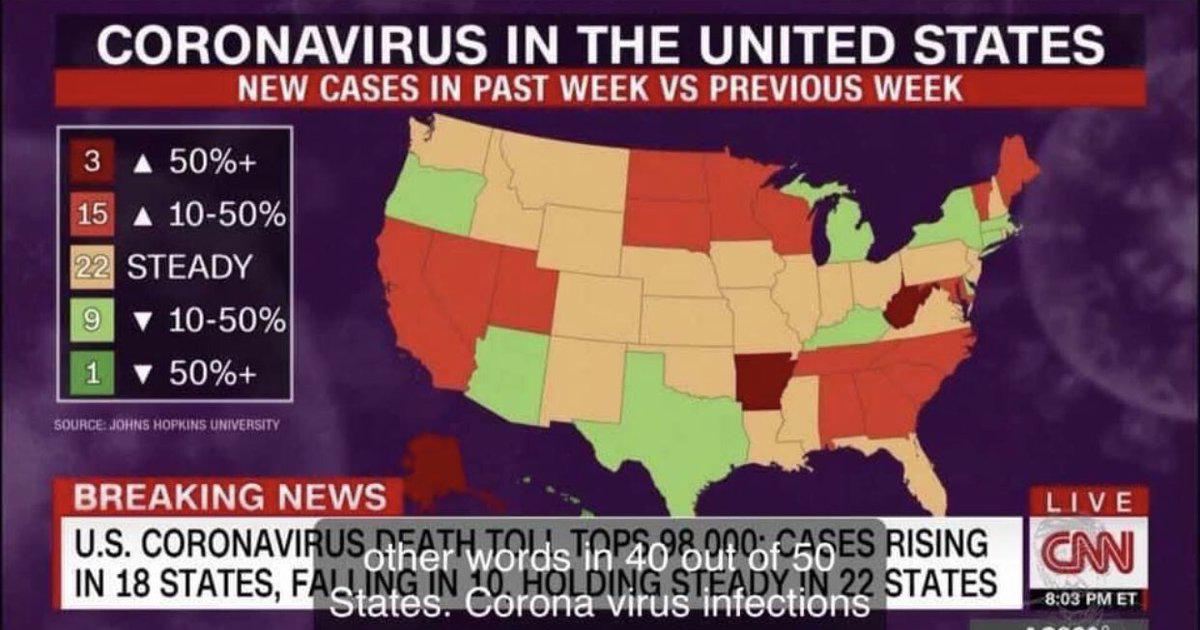 CORONAVIRUS IN THE UNITED STATES
NEW CASES IN PAST WEEK VS PREVIOUS WEEK
3 ▲ 50%+
15 ▲ 10-50%
22 STEADY
9 ▼ 10-50%
1 ▼ 50%+
SOURCE: JOHNS HOPKINS UNIVERSITY
BREAKING NEWS
U.S. CORONAVIRUS DEATH TOLL TOPS 98,000; CASES RISING
IN 18 STATES, FALLING IN 10, HOLDING STEADY IN 22 STATES
other words in 40 out of 50
States. Corona virus infections
LIVE
CNN
8:03 PM ET